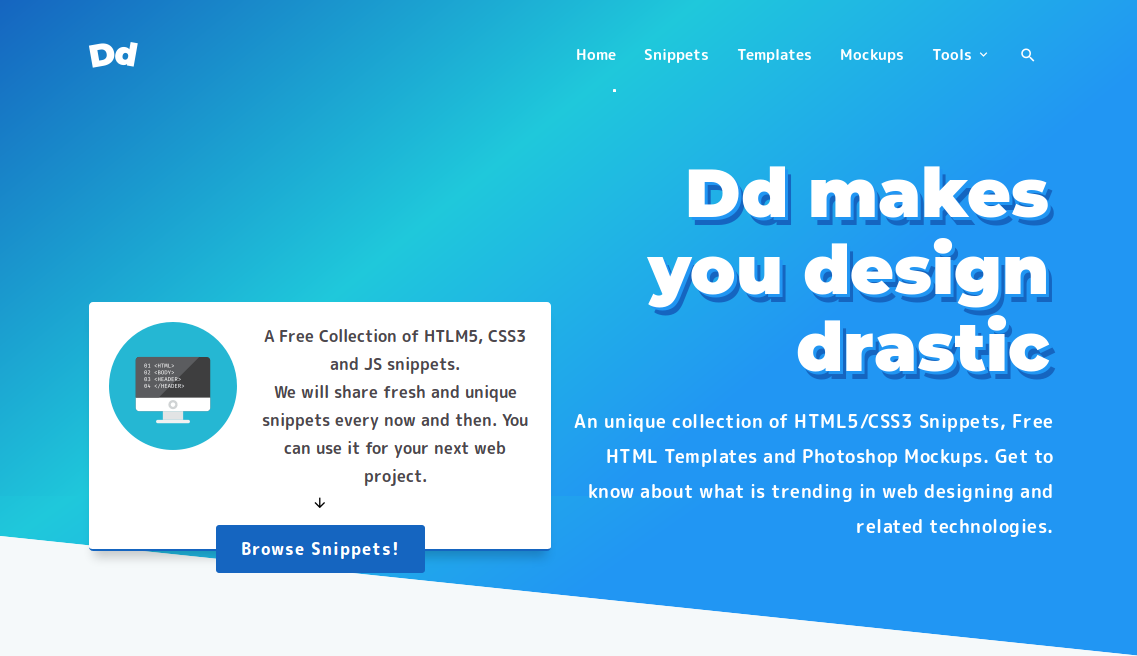 Dd
Home Snippets Templates Mockups Tools
Dd makes
you design
drastic
An unique collection of HTML5/CSS3 Snippets, Free
HTML Templates and Photoshop Mockups. Get to
know about what is trending in web designing and
related technologies.
01 <HTML>
02 <BODY>
03 <HEADER>
04 </HEADER>
A Free Collection of HTLM5, CSS3
and JS snippets.
We will share fresh and unique
snippets every now and then. You
can use it for your next web
project.
Browse Snippets!